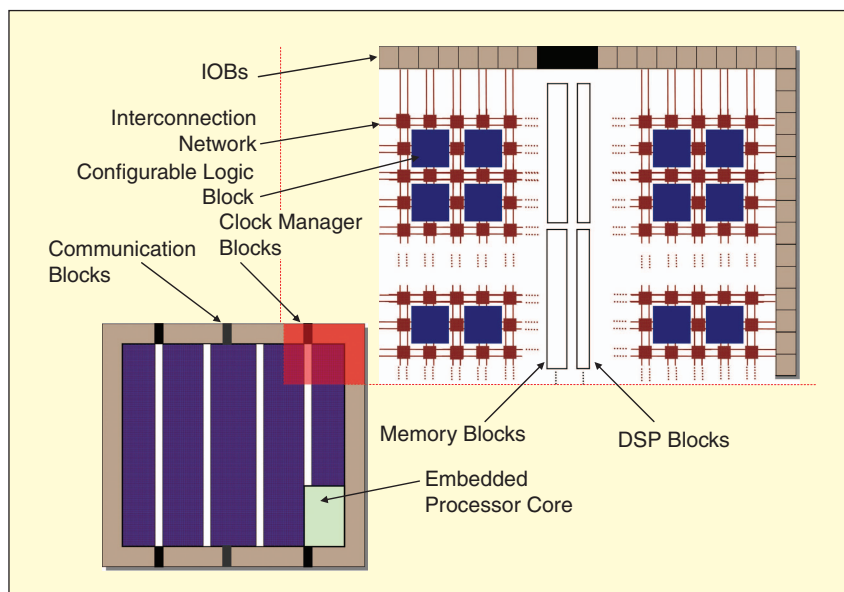 IOBs
Interconnection
Network
Configurable Logic
Block
Clock Manager
Blocks
Communication
Blocks
Memory Blocks
DSP Blocks
Embedded
Processor Core